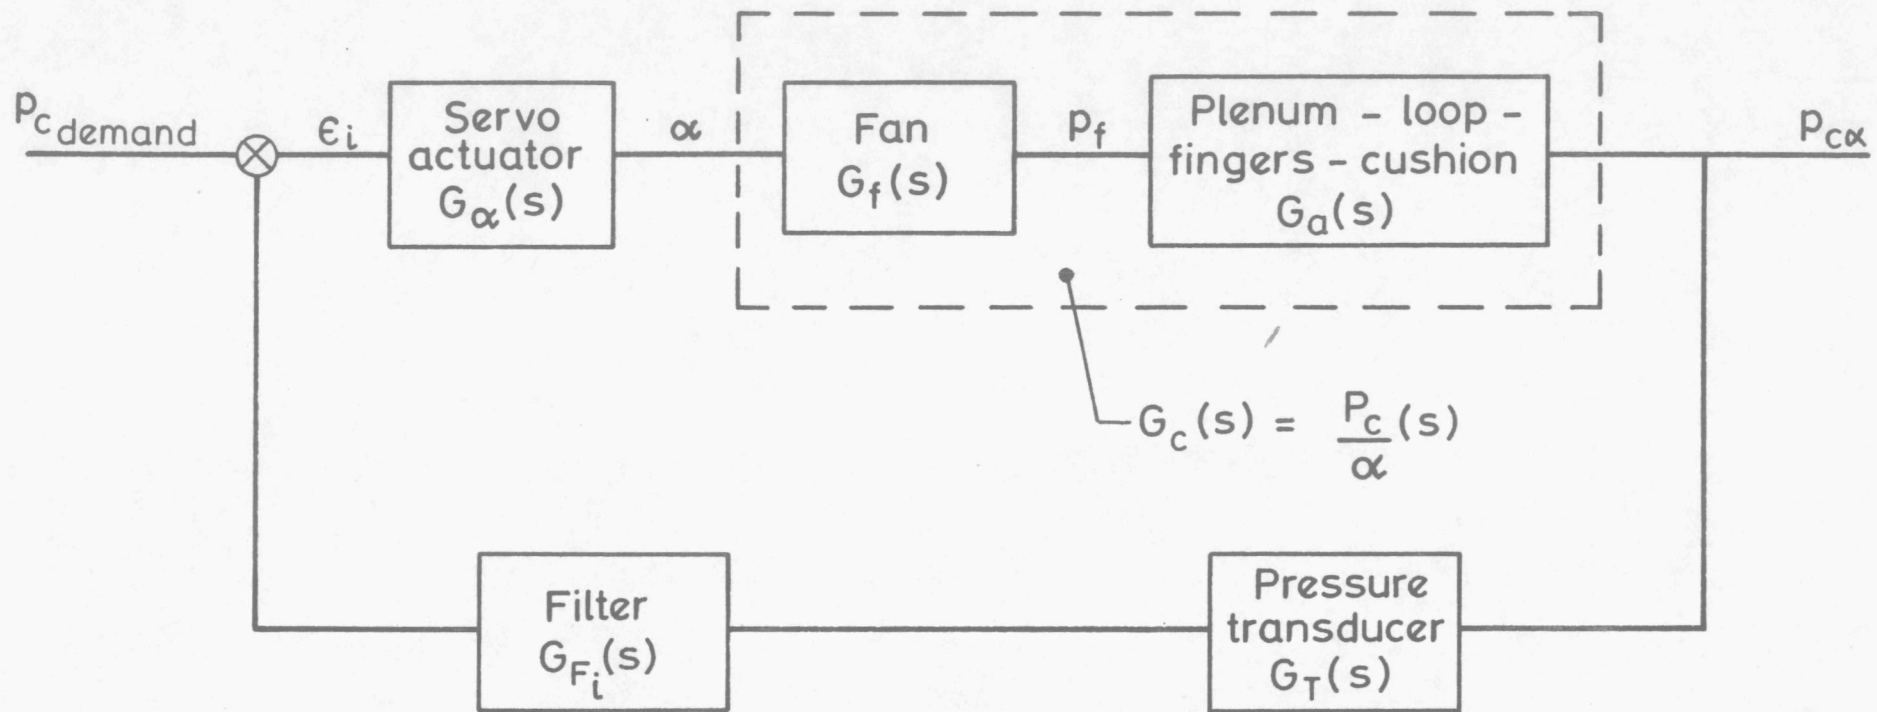 p_c demand
ϵ_i
Servo
actuator
G_α(s)
α
Fan
G_f(s)
p_f
Plenum - loop -
fingers - cushion
G_a(s)
p_cα
G_c(s) = P_c/α (s)
Filter
G_F_i(s)
Pressure
transducer
G_T(s)